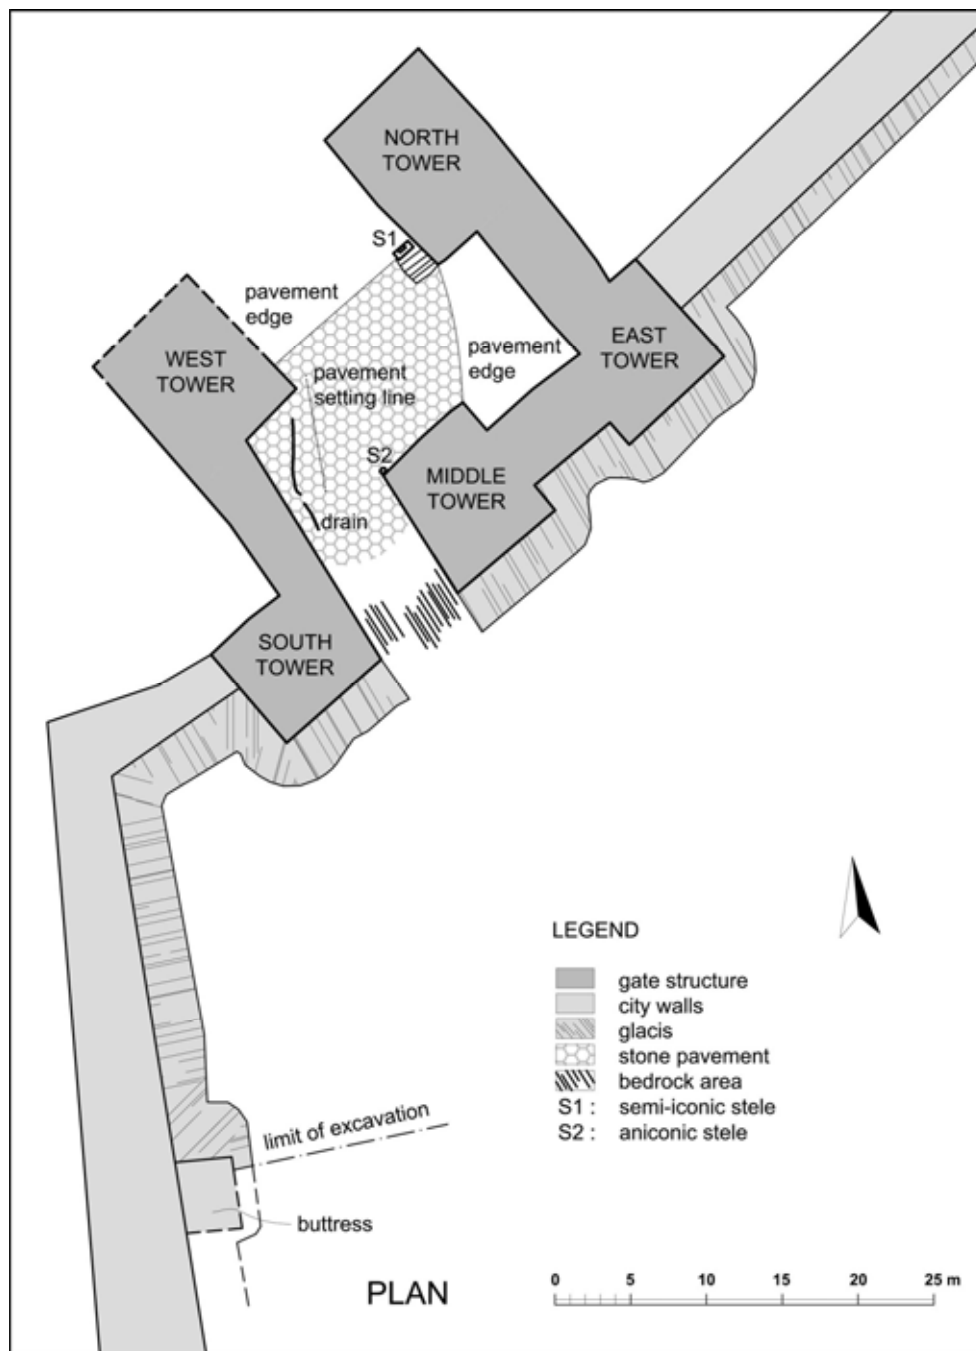 NORTH
TOWER
S1
pavement
edge
WEST
TOWER
pavement
setting line
pavement
edge
EAST
TOWER
S2
MIDDLE
TOWER
drain
SOUTH
TOWER
LEGEND
gate structure
city walls
glacis
stone pavement
bedrock area
S1 : semi-iconic stele
S2 : aniconic stele
limit of excavation
buttress
PLAN
0 5 10 15 20 25 m